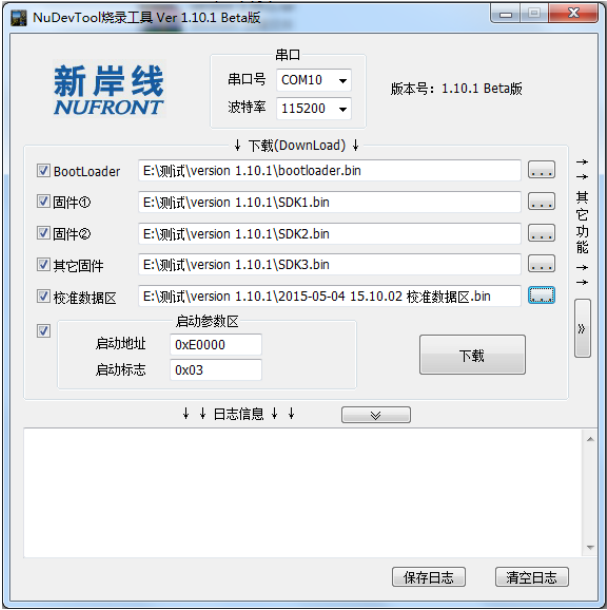 NuDevTool烧录工具 Ver 1.10.1 Beta版
新岸线
NUFRONT
串口
串口号 COM10
波特率 115200
版本号：1.10.1 Beta版
↓ 下载(DownLoad) ↓
BootLoader E:\测试\version 1.10.1\bootloader.bin ...
固件① E:\测试\version 1.10.1\SDK1.bin ...
固件② E:\测试\version 1.10.1\SDK2.bin ...
其它固件 E:\测试\version 1.10.1\SDK3.bin ...
校准数据区 E:\测试\version 1.10.1\2015-05-04 15.10.02 校准数据区.bin ...
启动参数区
启动地址 0xE0000
启动标志 0x03
下载
→→其它功能→→
»
↓ ↓ 日志信息 ↓ ↓
保存日志 清空日志